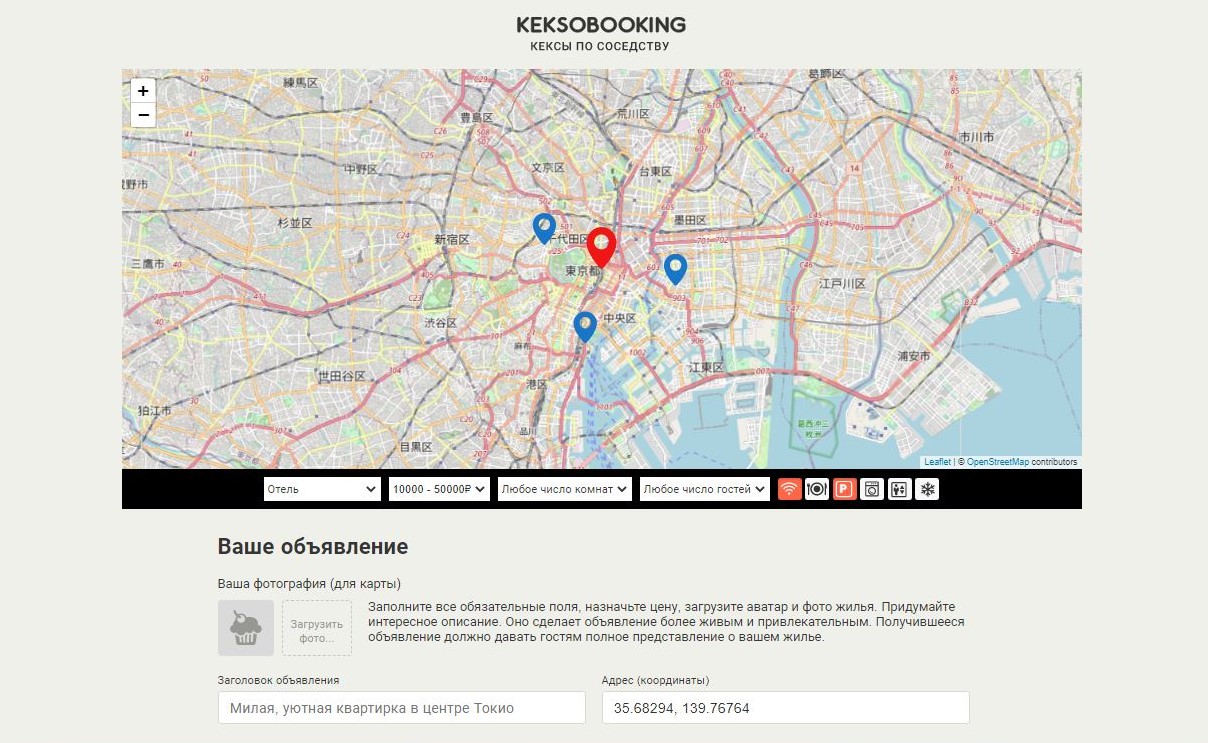 KEKSOBOOKING
КЕКСЫ ПО СОСЕДСТВУ
+
−
練馬区
葛飾区
豊島区
荒川区
市川市
中野区
文京区
台東区
杉並区
墨田区
新宿区
千代田区
三鷹市
東京都
江戸川区
渋谷区
中央区
麻布
浦安市
世田谷区
港区
江東区
狛江市
品川
目黒区
Leaflet | © OpenStreetMap contributors
Отель
10000 - 50000₽
Любое число комнат
Любое число гостей
P
Ваше объявление
Ваша фотография (для карты)
Загрузить
фото...
Заполните все обязательные поля, назначьте цену, загрузите аватар и фото жилья. Придумайте
интересное описание. Оно сделает объявление более живым и привлекательным. Получившееся
объявление должно давать гостям полное представление о вашем жилье.
Заголовок объявления
Адрес (координаты)
Милая, уютная квартирка в центре Токио
35.68294, 139.76764